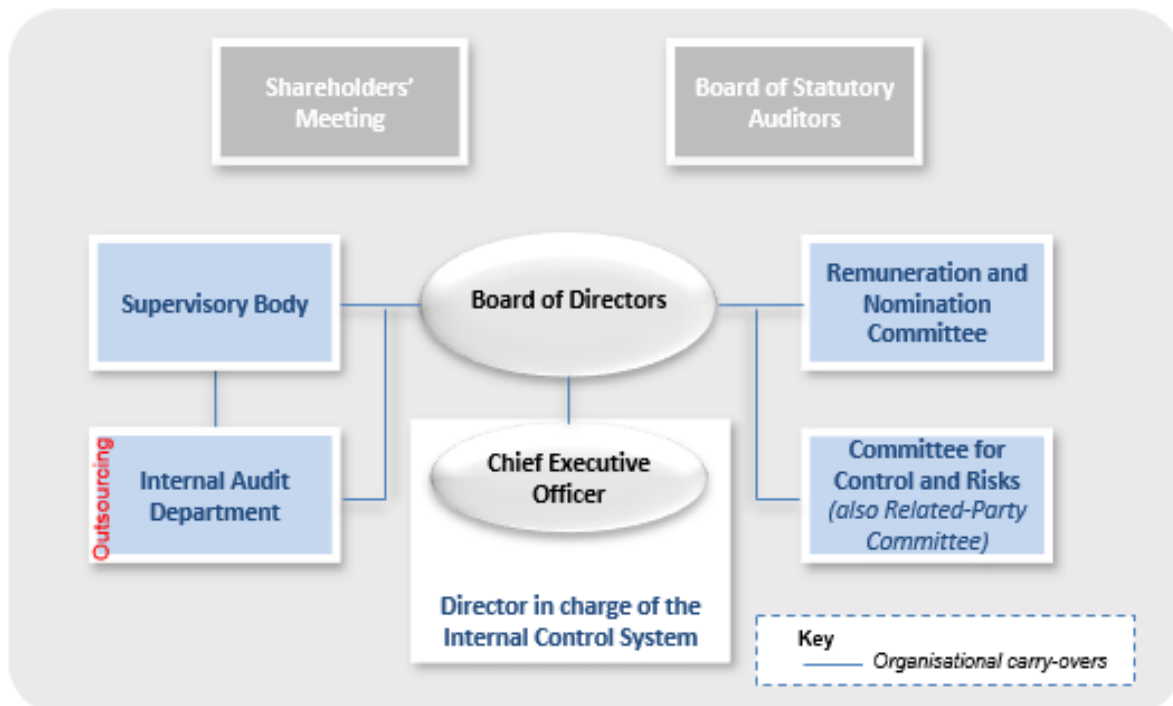 Shareholders'
Meeting
Board of Statutory
Auditors
Supervisory Body
Board of Directors
Remuneration and
Nomination
Committee
Outsourcing
Internal Audit
Department
Chief Executive
Officer
Director in charge of the
Internal Control System
Committee for
Control and Risks
(also Related-Party
Committee)
Key
Organisational carry-overs